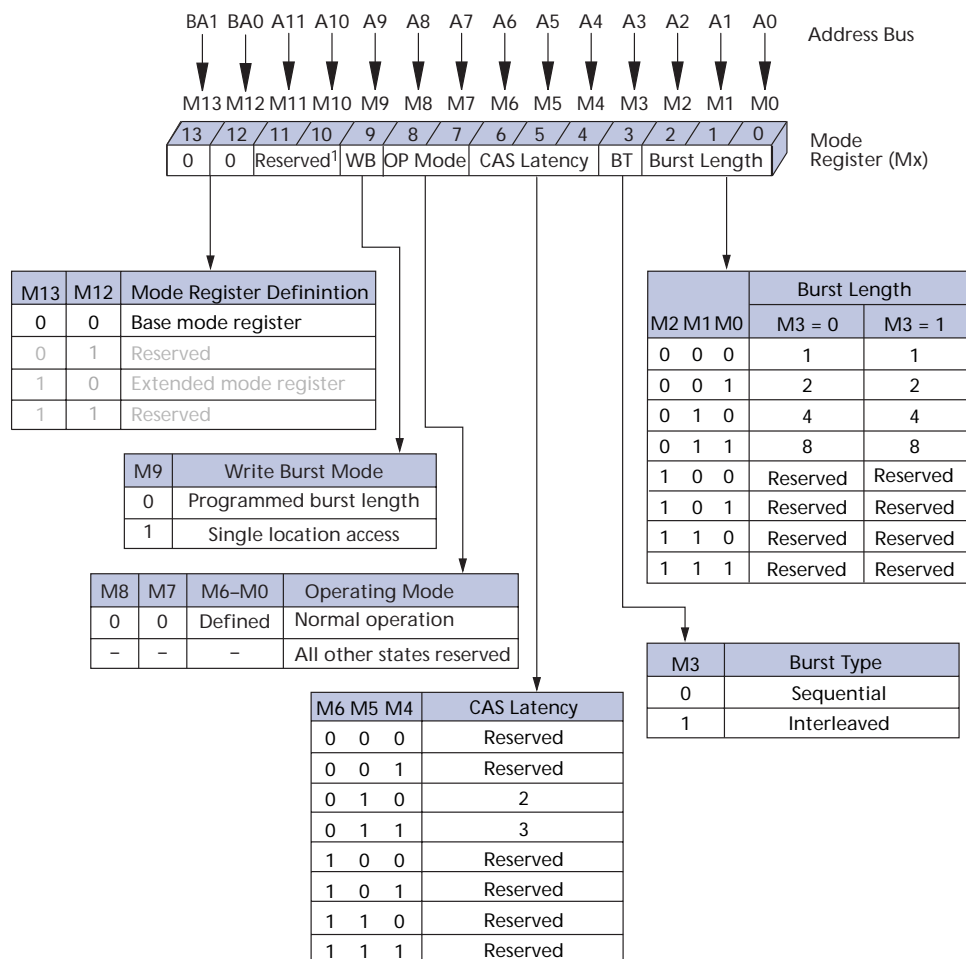 BA1 BA0 A11 A10 A9 A8 A7 A6 A5 A4 A3 A2 A1 A0 Address Bus
M13 M12 M11 M10 M9 M8 M7 M6 M5 M4 M3 M2 M1 M0
13 12 11 10 9 8 7 6 5 4 3 2 1 0 Mode
Register (Mx)
0 0 Reserved1 WB OP Mode CAS Latency BT Burst Length
M13 M12 Mode Register Definintion
0 0 Base mode register
0 1 Reserved
1 0 Extended mode register
1 1 Reserved
Burst Length
M2 M1 M0 M3 = 0 M3 = 1
0 0 0 1 1
0 0 1 2 2
0 1 0 4 4
0 1 1 8 8
1 0 0 Reserved Reserved
1 0 1 Reserved Reserved
1 1 0 Reserved Reserved
1 1 1 Reserved Reserved
M9 Write Burst Mode
0 Programmed burst length
1 Single location access
M8 M7 M6–M0 Operating Mode
0 0 Defined Normal operation
– – – All other states reserved
M3 Burst Type
0 Sequential
1 Interleaved
M6 M5 M4 CAS Latency
0 0 0 Reserved
0 0 1 Reserved
0 1 0 2
0 1 1 3
1 0 0 Reserved
1 0 1 Reserved
1 1 0 Reserved
1 1 1 Reserved